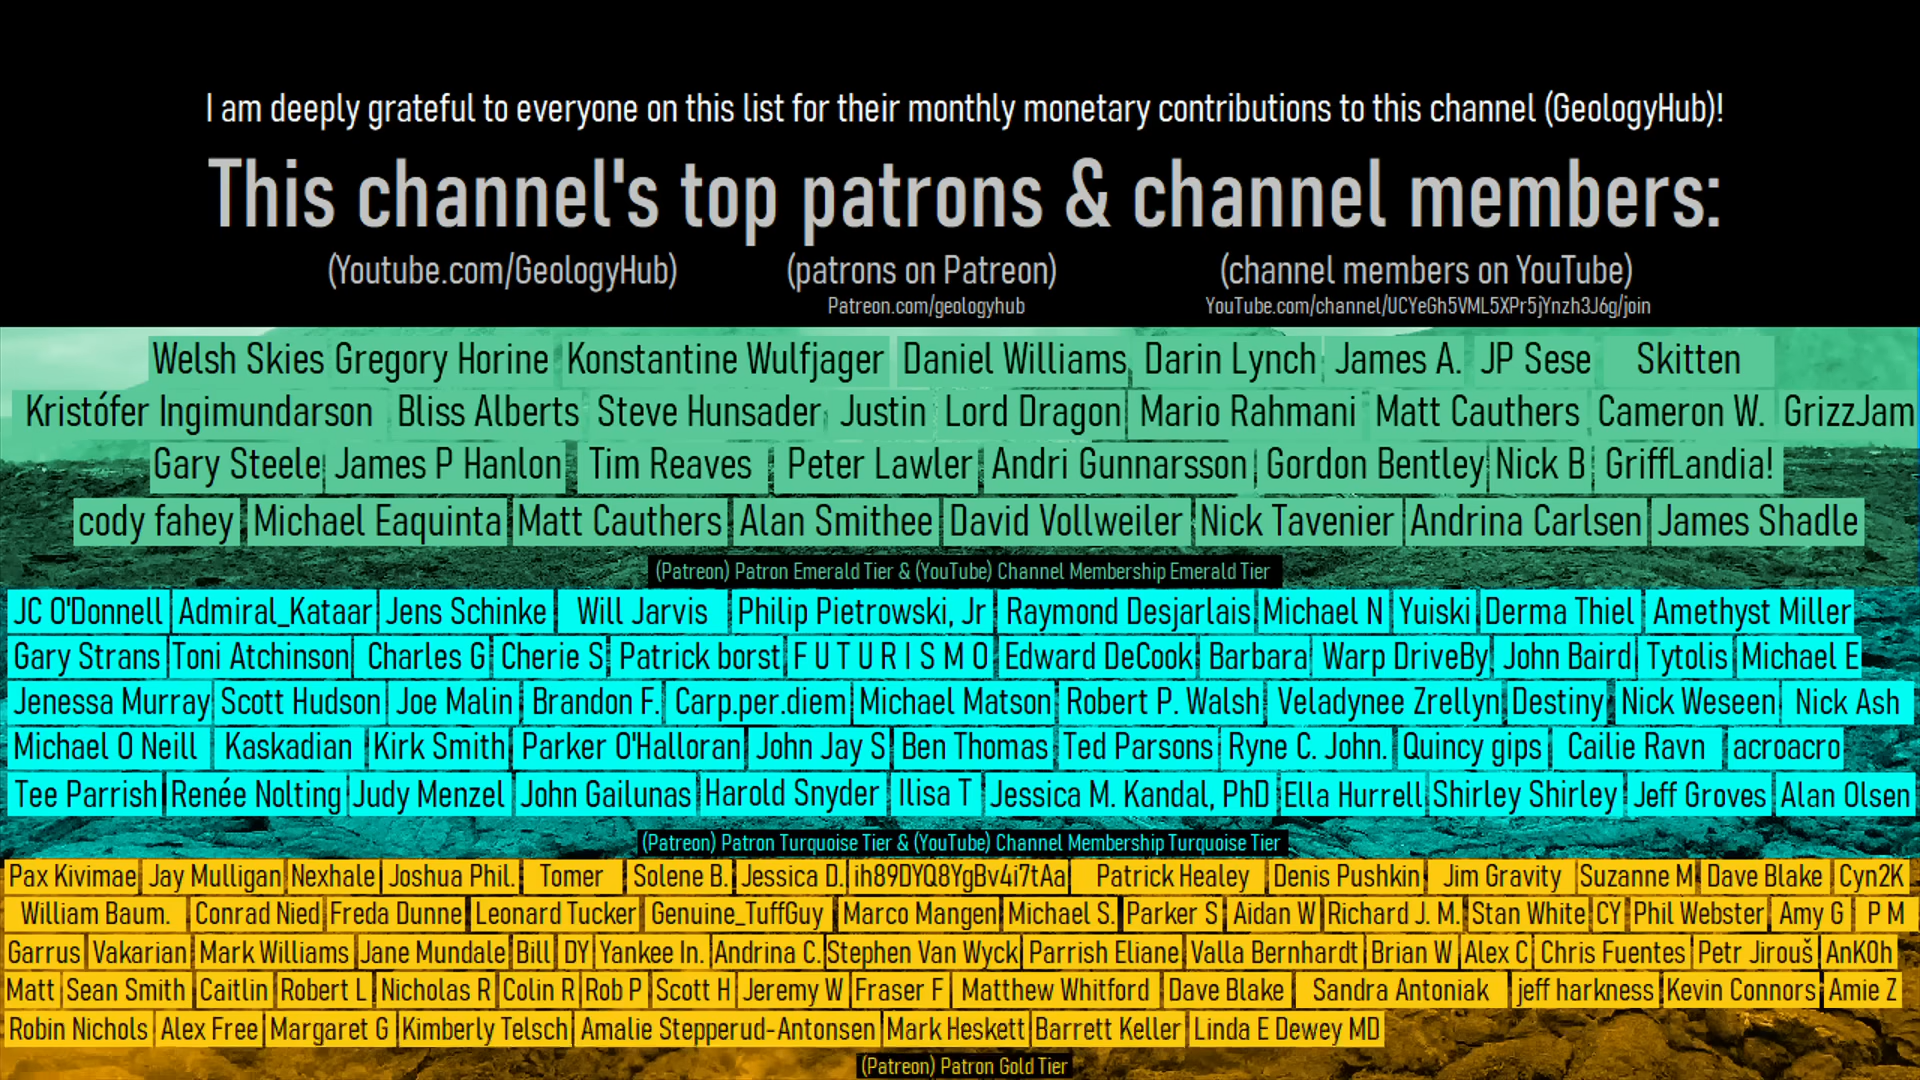 I am deeply grateful to everyone on this list for their monthly monetary contributions to this channel (GeologyHub)!
This channel's top patrons & channel members:
(Youtube.com/GeologyHub) (patrons on Patreon) (channel members on YouTube)
Patreon.com/geologyhub YouTube.com/channel/UCYeGh5VML5XPr5jYnzh3J6g/join
Welsh Skies Gregory Horine Konstantine Wulfjager Daniel Williams Darin Lynch James A. JP Sese Skitten
Kristófer Ingimundarson Bliss Alberts Steve Hunsader Justin Lord Dragon Mario Rahmani Matt Cauthers Cameron W. GrizzJam
Gary Steele James P Hanlon Tim Reaves Peter Lawler Andri Gunnarsson Gordon Bentley Nick B GriffLandia!
cody fahey Michael Eaquinta Matt Cauthers Alan Smithee David Vollweiler Nick Tavenier Andrina Carlsen James Shadle
(Patreon) Patron Emerald Tier & (YouTube) Channel Membership Emerald Tier
JC O'Donnell Admiral_Kataar Jens Schinke Will Jarvis Philip Pietrowski, Jr Raymond Desjarlais Michael N Yuiski Derma Thiel Amethyst Miller
Gary Strans Toni Atchinson Charles G Cherie S Patrick borst F U T U R I S M O Edward DeCook Barbara Warp DriveBy John Baird Tytolis Michael E
Jenessa Murray Scott Hudson Joe Malin Brandon F. Carp.per.diem Michael Matson Robert P. Walsh Veladynee Zrellyn Destiny Nick Weseen Nick Ash
Michael O Neill Kaskadian Kirk Smith Parker O'Halloran John Jay S Ben Thomas Ted Parsons Ryne C. John. Quincy gips Cailie Ravn acroacro
Tee Parrish Renée Nolting Judy Menzel John Gailunas Harold Snyder Ilisa T Jessica M. Kandal, PhD Ella Hurrell Shirley Shirley Jeff Groves Alan Olsen
(Patreon) Patron Turquoise Tier & (YouTube) Channel Membership Turquoise Tier
Pax Kivimae Jay Mulligan Nexhale Joshua Phil. Tomer Solene B. Jessica D. ih89DYQ8YgBv4i7tAa Patrick Healey Denis Pushkin Jim Gravity Suzanne M Dave Blake Cyn2K
William Baum. Conrad Nied Freda Dunne Leonard Tucker Genuine_TuffGuy Marco Mangen Michael S. Parker S Aidan W Richard J. M. Stan White CY Phil Webster Amy G P M
Garrus Vakarian Mark Williams Jane Mundale Bill DY Yankee In. Andrina C. Stephen Van Wyck Parrish Eliane Valla Bernhardt Brian W Alex C Chris Fuentes Petr Jirouš AnK0h
Matt Sean Smith Caitlin Robert L Nicholas R Colin R Rob P Scott H Jeremy W Fraser F Matthew Whitford Dave Blake Sandra Antoniak jeff harkness Kevin Connors Amie Z
Robin Nichols Alex Free Margaret G Kimberly Telsch Amalie Stepperud-Antonsen Mark Heskett Barrett Keller Linda E Dewey MD
(Patreon) Patron Gold Tier